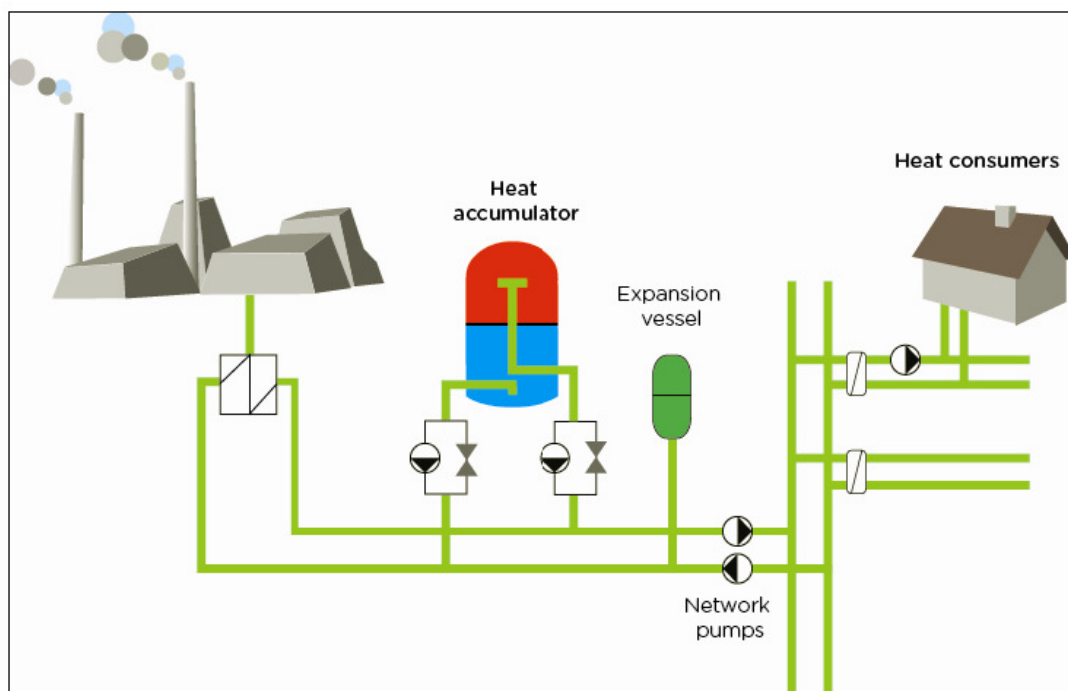 Heat consumers
Heat
accumulator
Expansion
vessel
Network
pumps